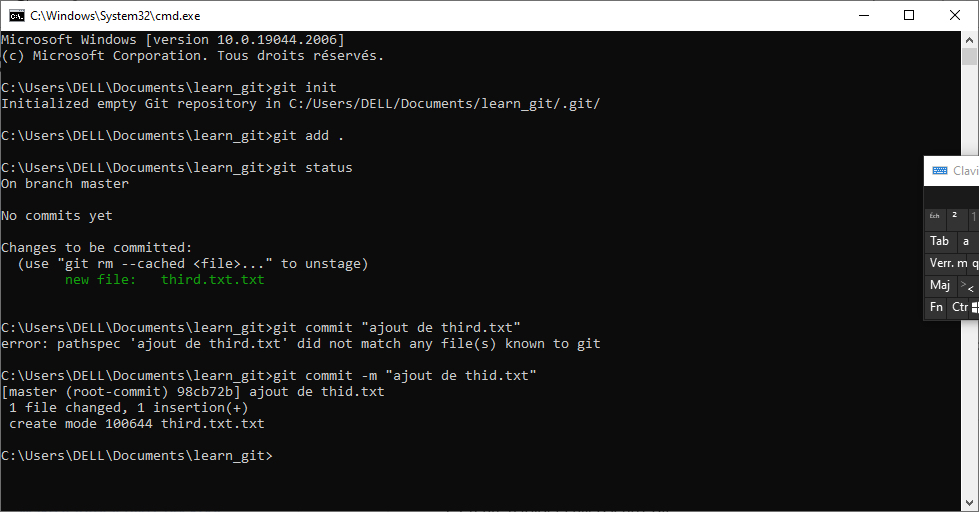 C:\Windows\System32\cmd.exe
Microsoft Windows [version 10.0.19044.2006]
(c) Microsoft Corporation. Tous droits réservés.
C:\Users\DELL\Documents\learn_git>git init
Initialized empty Git repository in C:/Users/DELL/Documents/learn_git/.git/
C:\Users\DELL\Documents\learn_git>git add .
C:\Users\DELL\Documents\learn_git>git status
On branch master
No commits yet
Changes to be committed:
  (use "git rm --cached <file>..." to unstage)
        new file:   third.txt.txt
C:\Users\DELL\Documents\learn_git>git commit "ajout de third.txt"
error: pathspec 'ajout de third.txt' did not match any file(s) known to git
C:\Users\DELL\Documents\learn_git>git commit -m "ajout de thid.txt"
[master (root-commit) 98cb72b] ajout de thid.txt
 1 file changed, 1 insertion(+)
 create mode 100644 third.txt.txt
C:\Users\DELL\Documents\learn_git>
Clavi
Éch ² 1
Tab a
Verr. m q
Maj > <
Fn Ctr